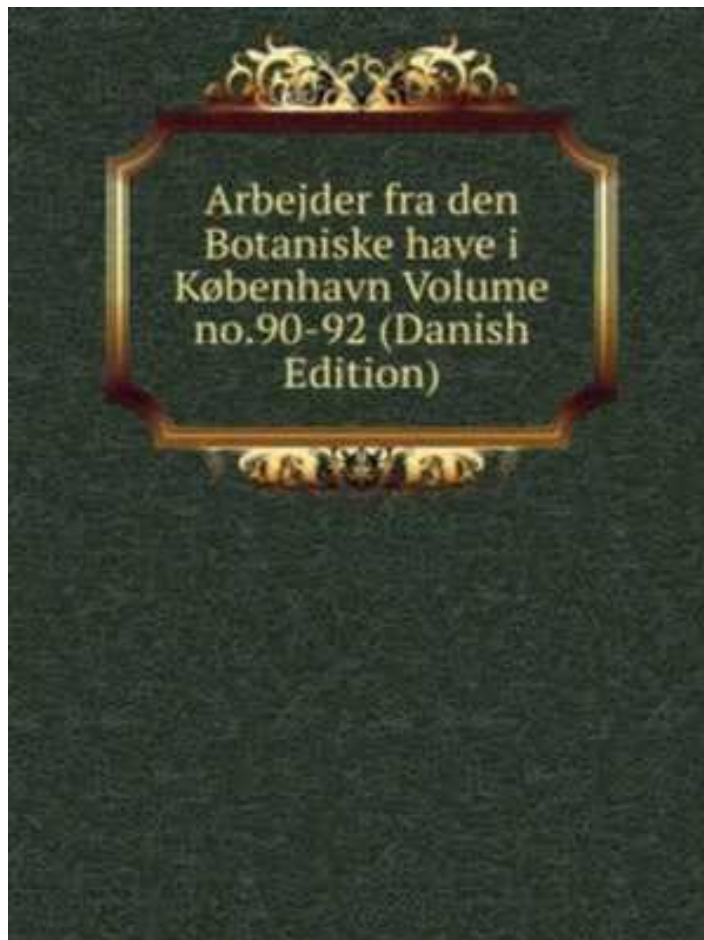 Arbejder fra den
Botaniske have i
København Volume
no.90-92 (Danish
Edition)